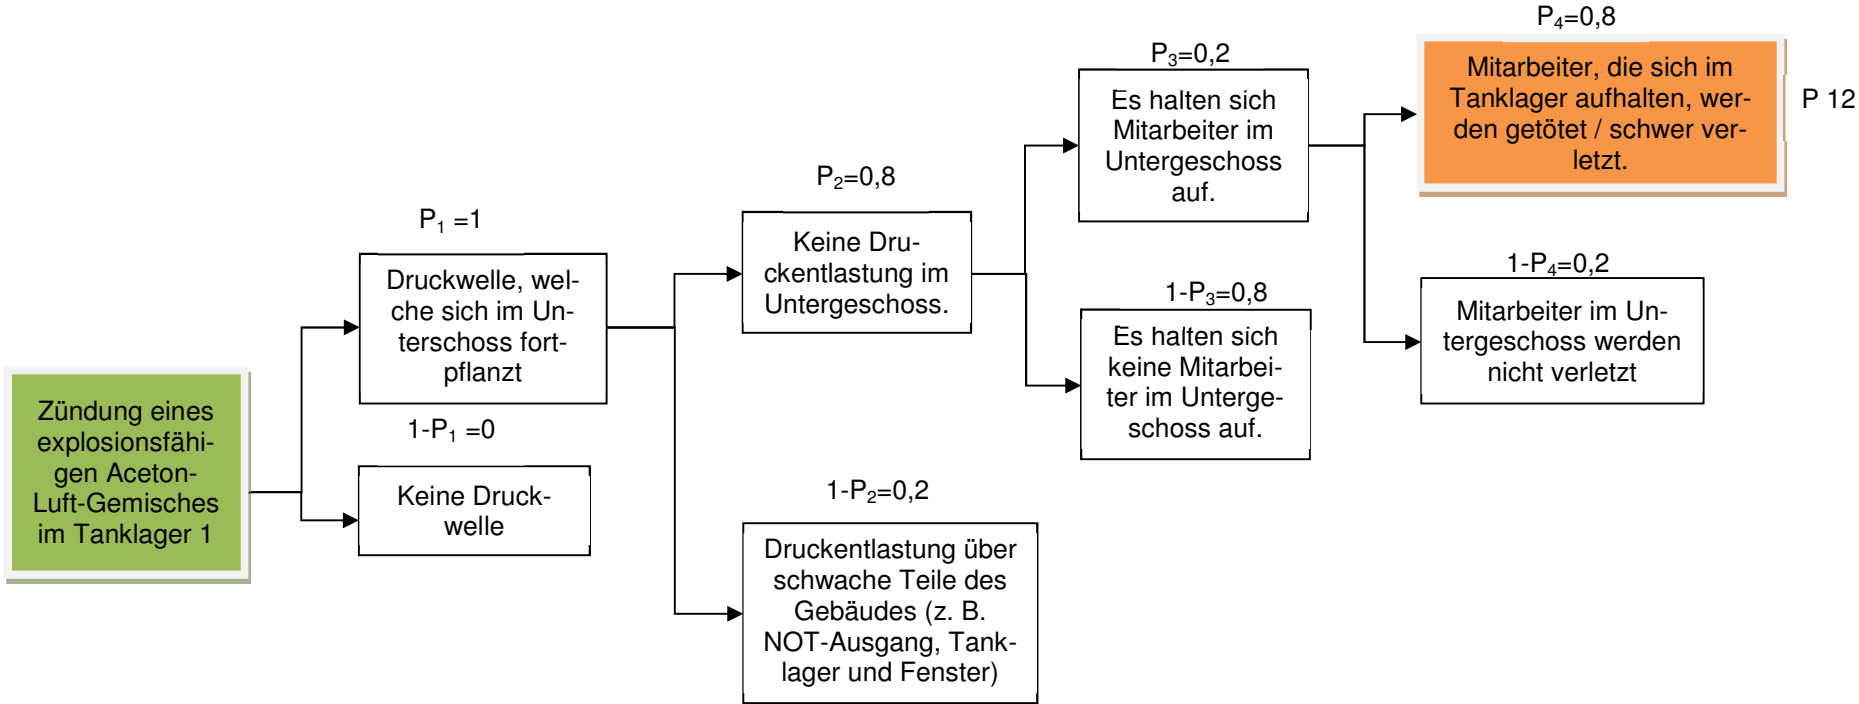 Zündung eines
explosionsfähi-
gen Aceton-
Luft-Gemisches
im Tanklager 1
P1 =1
Druckwelle, wel-
che sich im Un-
terschoss fort-
pflanzt
1-P1 =0
Keine Druck-
welle
P2=0,8
Keine Dru-
ckentlastung im
Untergeschoss.
1-P2=0,2
Druckentlastung über
schwache Teile des
Gebäudes (z. B.
NOT-Ausgang, Tank-
lager und Fenster)
P3=0,2
Es halten sich
Mitarbeiter im
Untergeschoss
auf.
1-P3=0,8
Es halten sich
keine Mitarbei-
ter im Unterge-
schoss auf.
P4=0,8
Mitarbeiter, die sich im
Tanklager aufhalten, wer-
den getötet / schwer ver-
letzt.
P 12
1-P4=0,2
Mitarbeiter im Un-
tergeschoss werden
nicht verletzt